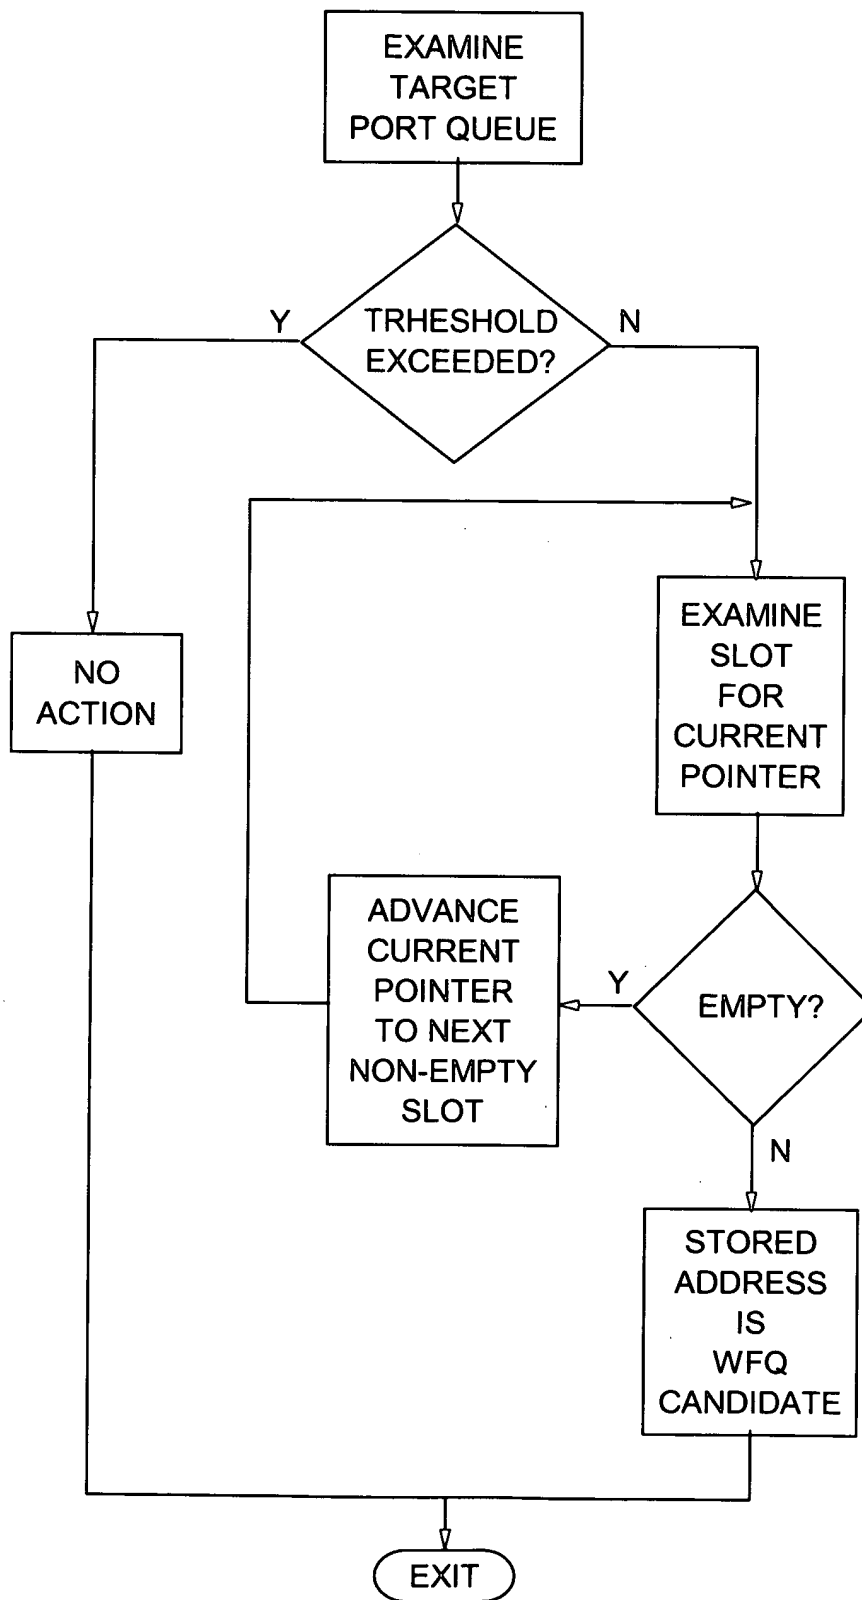 EXAMINE
TARGET
PORT QUEUE
Y
TRHESHOLD
EXCEEDED?
N
NO
ACTION
EXAMINE
SLOT
FOR
CURRENT
POINTER
ADVANCE
CURRENT
POINTER
TO NEXT
NON-EMPTY
SLOT
Y
EMPTY?
N
STORED
ADDRESS
IS
WFQ
CANDIDATE
EXIT